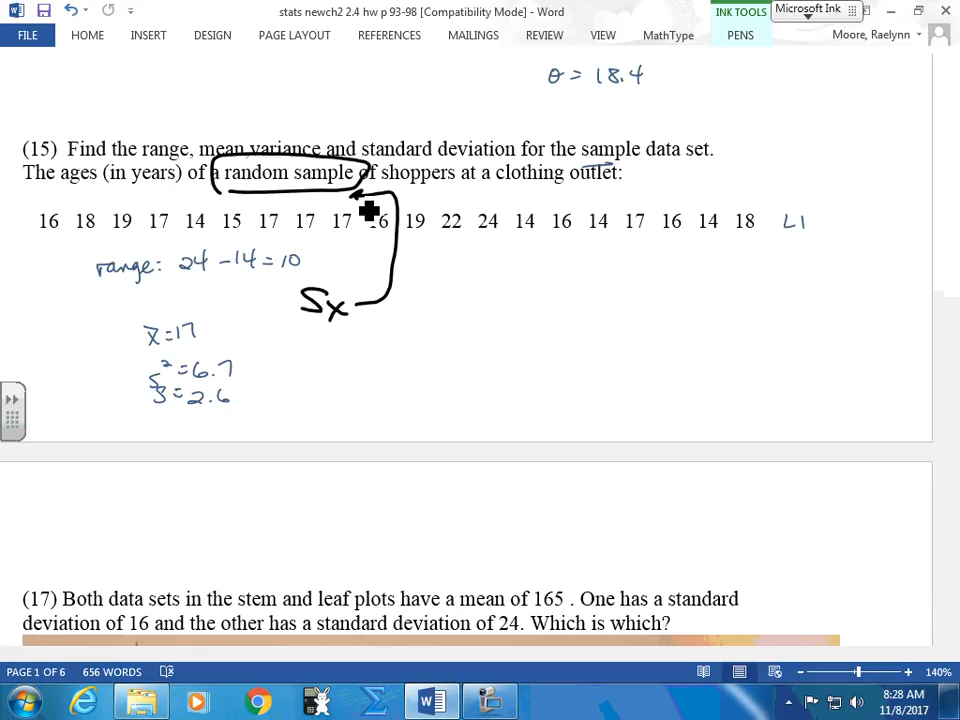 stats newch2 2.4 hw p 93-98 [Compatibility Mode] - Word
INK TOOLS
Microsoft Ink
FILE HOME INSERT DESIGN PAGE LAYOUT REFERENCES MAILINGS REVIEW VIEW MathType PENS Moore, Raelynn
θ = 18.4
(15) Find the range, mean,variance and standard deviation for the sample data set.
The ages (in years) of a random sample of shoppers at a clothing outlet:
16 18 19 17 14 15 17 17 17 16 19 22 24 14 16 14 17 16 14 18 L1
range: 24 - 14 = 10
Sx
x̄ = 17
s² = 6.7
s = 2.6
(17) Both data sets in the stem and leaf plots have a mean of 165 . One has a standard
deviation of 16 and the other has a standard deviation of 24. Which is which?
PAGE 1 OF 6 656 WORDS 140%
8:28 AM
11/8/2017